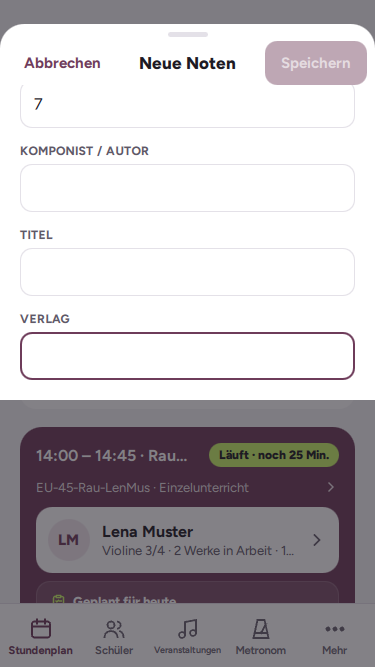 Abbrechen Neue Noten Speichern
7
KOMPONIST / AUTOR
TITEL
VERLAG
14:00 – 14:45 · Rau... Läuft · noch 25 Min.
EU-45-Rau-LenMus · Einzelunterricht
LM Lena Muster
Violine 3/4 · 2 Werke in Arbeit · 1...
Geplant für heute
Stundenplan Schüler Veranstaltungen Metronom Mehr